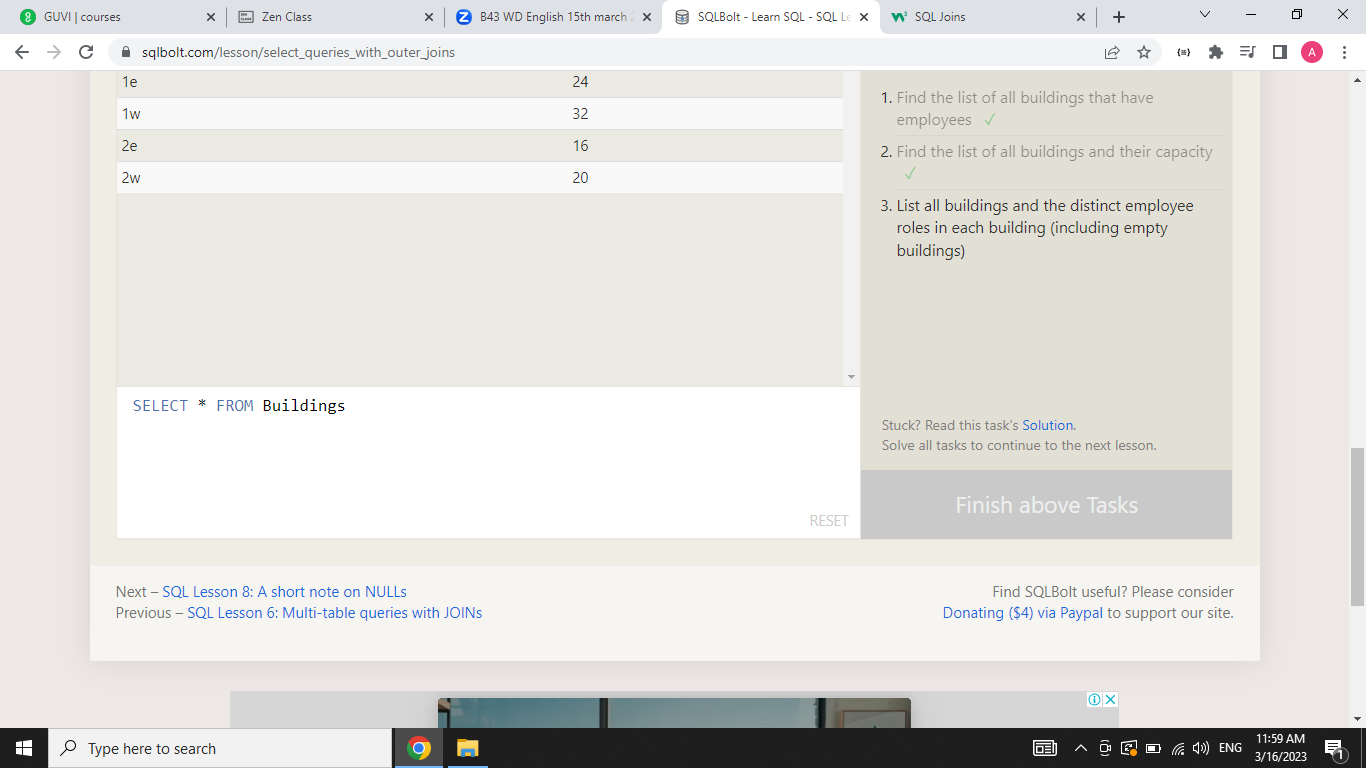 GUVI | courses
Zen Class
B43 WD English 15th march
SQLBolt - Learn SQL - SQL Le
SQL Joins
sqlbolt.com/lesson/select_queries_with_outer_joins
A
1e 24
1w 32
2e 16
2w 20
1. Find the list of all buildings that have
employees ✓
2. Find the list of all buildings and their capacity
✓
3. List all buildings and the distinct employee
roles in each building (including empty
buildings)
SELECT * FROM Buildings
RESET
Stuck? Read this task's Solution.
Solve all tasks to continue to the next lesson.
Finish above Tasks
Next – SQL Lesson 8: A short note on NULLs
Previous – SQL Lesson 6: Multi-table queries with JOINs
Find SQLBolt useful? Please consider
Donating ($4) via Paypal to support our site.
Type here to search
ENG
11:59 AM
3/16/2023
1